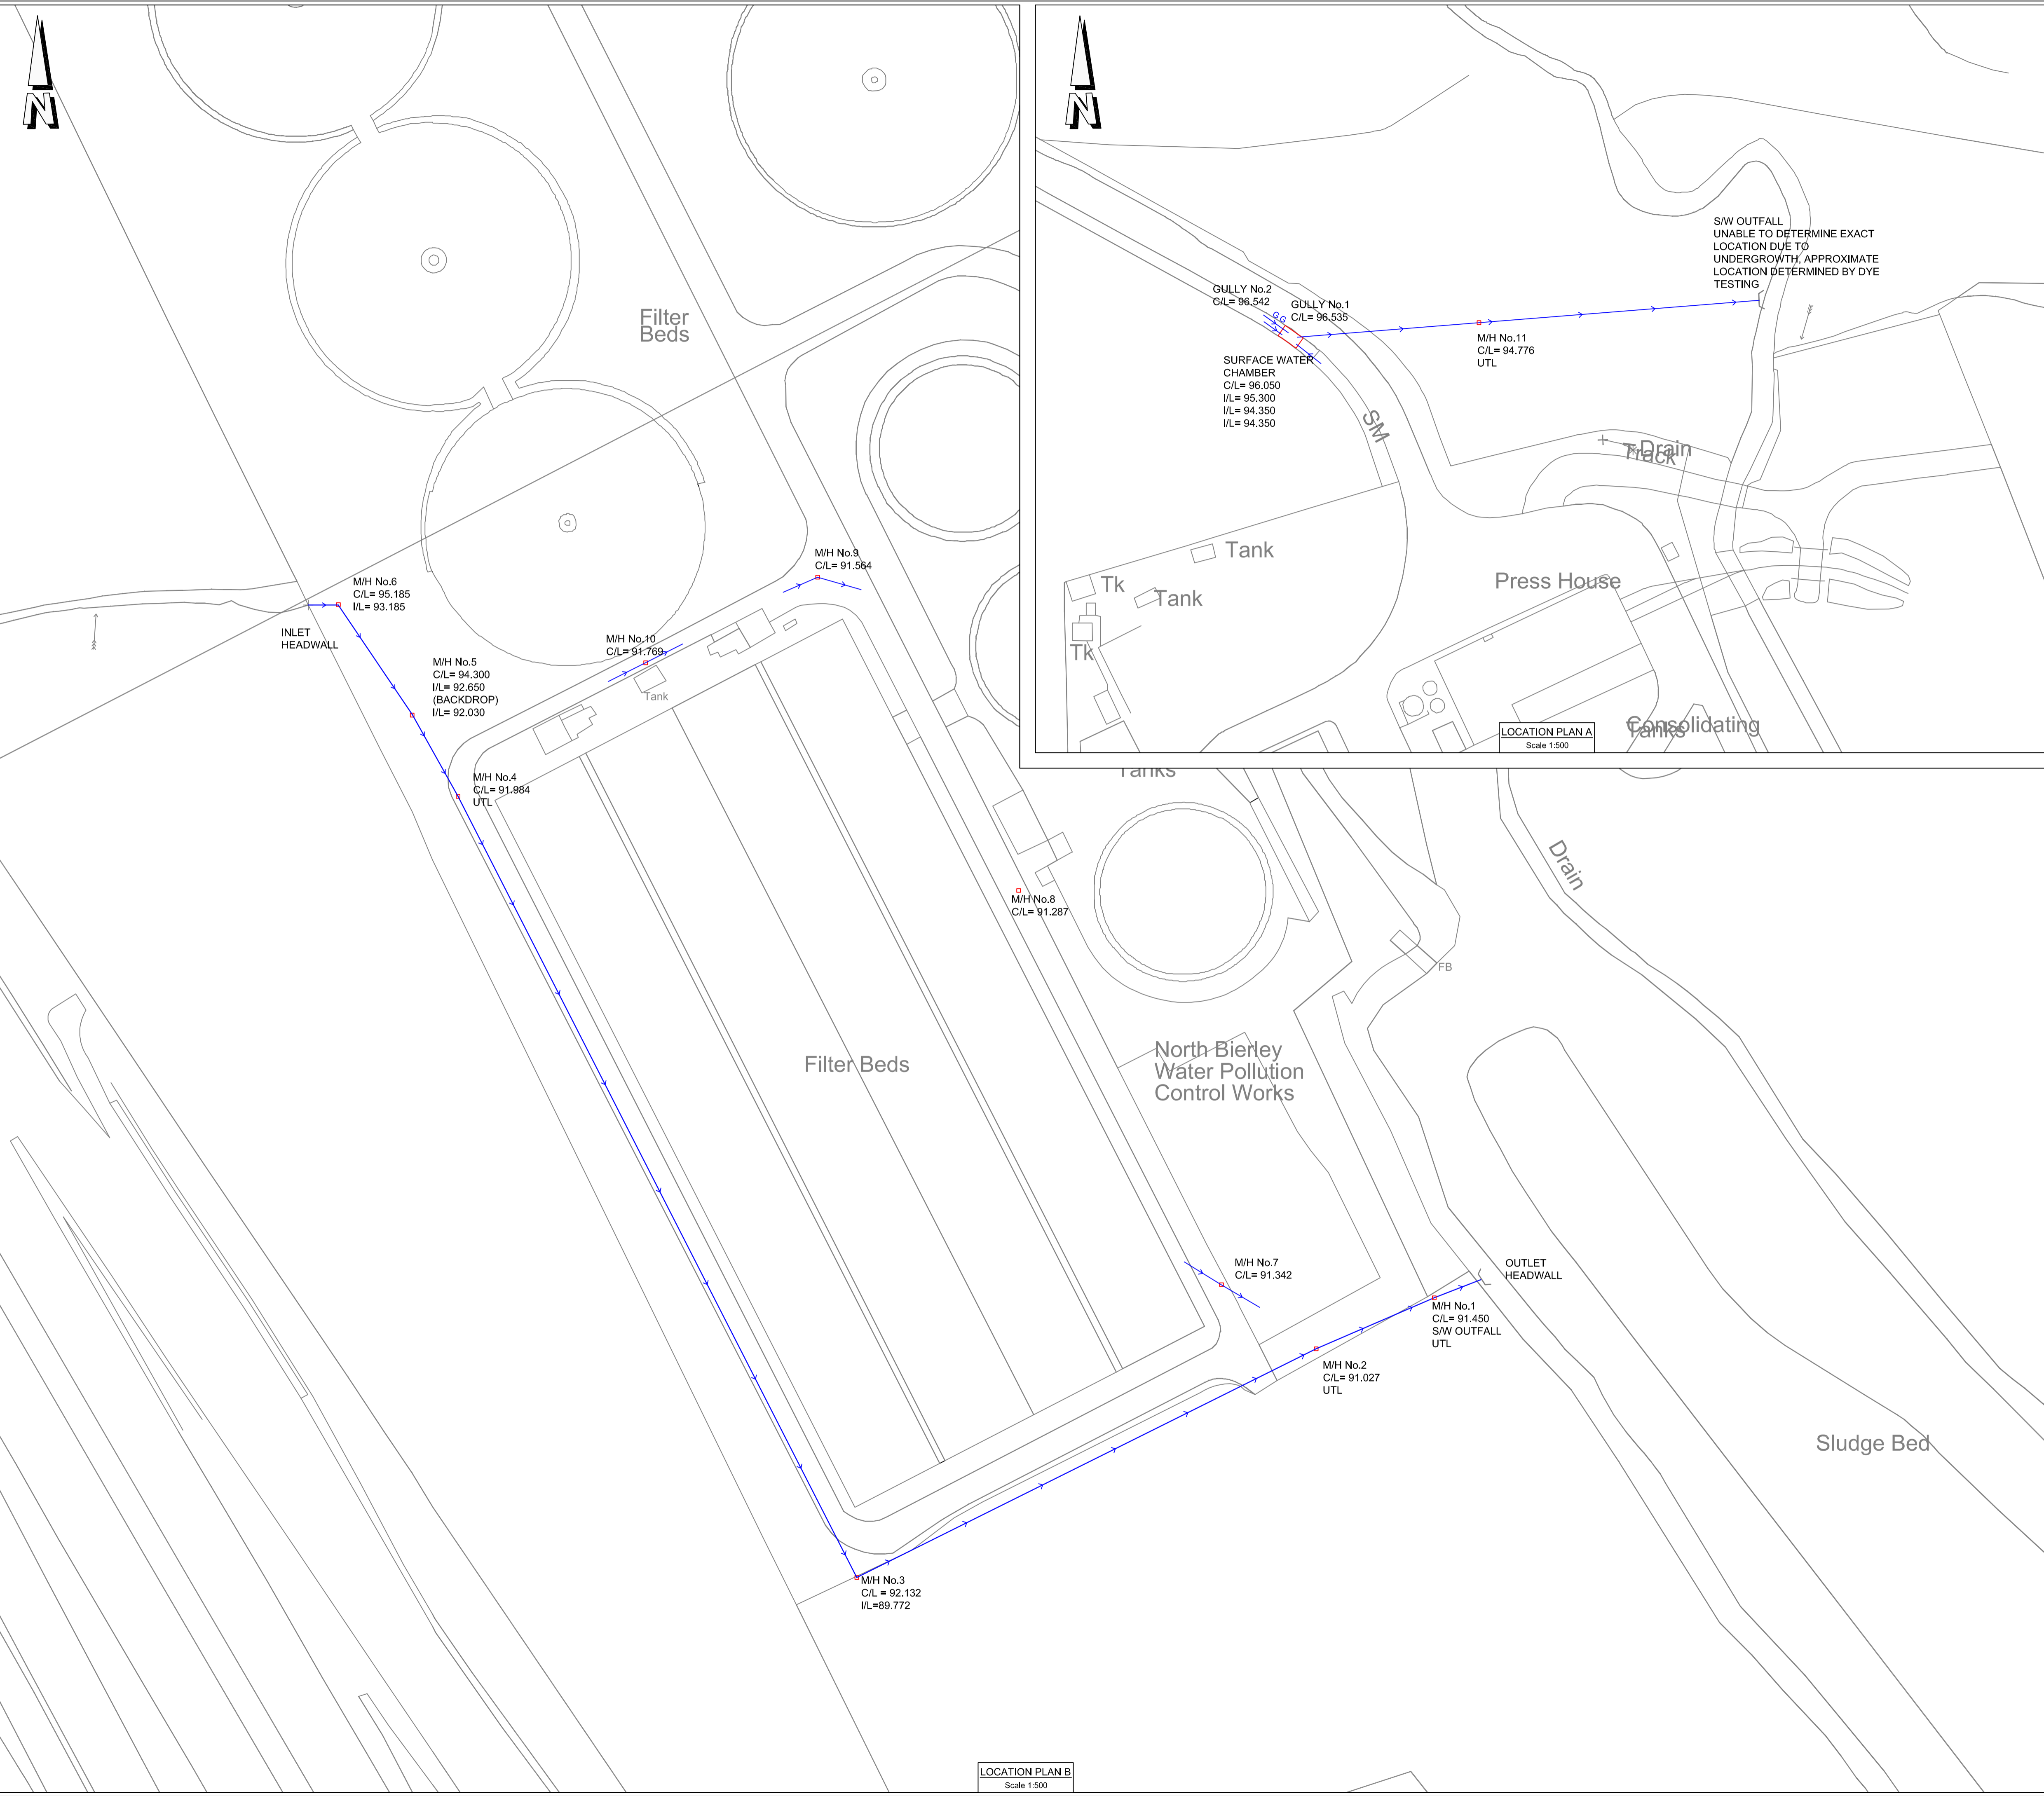 N
Filter
Beds
M/H No.9
C/L= 91.564
M/H No.6
C/L= 95.185
I/L= 93.185
INLET
HEADWALL
M/H No.10
C/L= 91.769
Tank
M/H No.5
C/L= 94.300
I/L= 92.650
(BACKDROP)
I/L= 92.030
M/H No.4
C/L= 91.984
UTL
M/H No.8
C/L= 91.287
Filter Beds
Tanks
Drain
FB
North Bierley
Water Pollution
Control Works
M/H No.7
C/L= 91.342
OUTLET
HEADWALL
M/H No.1
C/L= 91.450
S/W OUTFALL
UTL
M/H No.2
C/L= 91.027
UTL
Sludge Bed
M/H No.3
C/L = 92.132
I/L=89.772
LOCATION PLAN B
Scale 1:500
N
S/W OUTFALL
UNABLE TO DETERMINE EXACT
LOCATION DUE TO
UNDERGROWTH, APPROXIMATE
LOCATION DETERMINED BY DYE
TESTING
GULLY No.2
C/L= 96.542
GULLY No.1
C/L= 96.535
G G
M/H No.11
C/L= 94.776
UTL
SURFACE WATER
CHAMBER
C/L= 96.050
I/L= 95.300
I/L= 94.350
I/L= 94.350
SM
Drain
Track
Tank
Tk
Tank
Tk
Press House
Consolidating
Tanks
LOCATION PLAN A
Scale 1:500